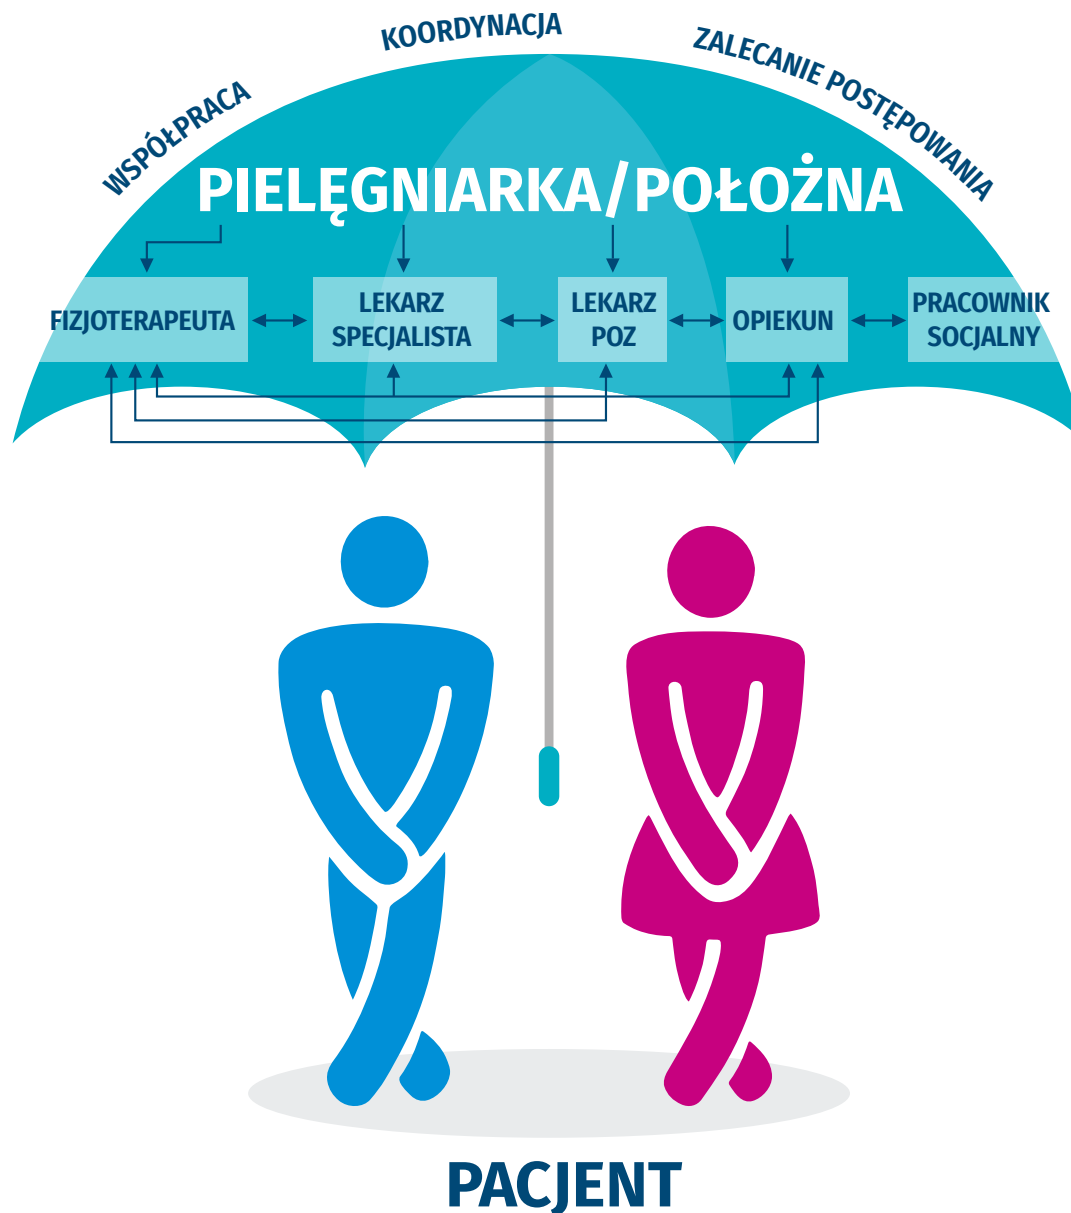 KOORDYNACJA
WSPÓŁPRACA
ZALECANIE POSTĘPOWANIA
PIELĘGNIARKA/POŁOŻNA
FIZJOTERAPEUTA
LEKARZ
SPECJALISTA
LEKARZ
POZ
OPIEKUN
PRACOWNIK
SOCJALNY
PACJENT